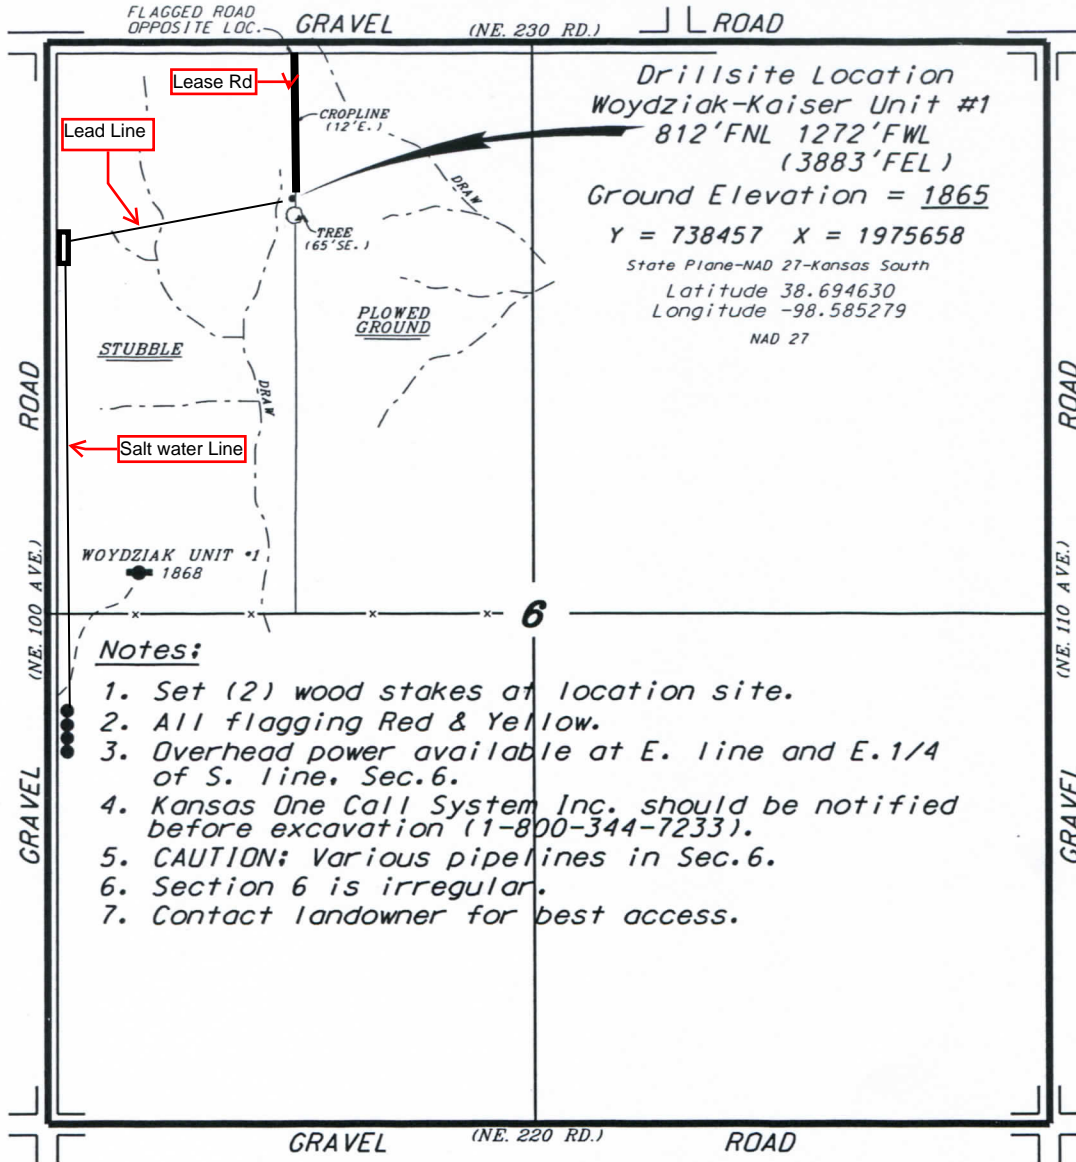 FLAGGED ROAD
OPPOSITE LOC.
GRAVEL (NE. 230 RD.) ROAD
Lease Rd
Lead Line
CROPLINE
(12'E.)
Drillsite Location
Woydziak-Kaiser Unit #1
812'FNL 1272'FWL
(3883'FEL)
Ground Elevation = 1865
Y = 738457 X = 1975658
State Plane-NAD 27-Kansas South
Latitude 38.694630
Longitude -98.585279
NAD 27
DRAW
TREE
(65'SE.)
PLOWED
GROUND
STUBBLE
DRAW
Salt water Line
ROAD
(NE. 100 AVE.)
GRAVEL
ROAD
(NE. 110 AVE.)
GRAVEL
WOYDZIAK UNIT #1
1868
6
Notes:
1. Set (2) wood stakes at location site.
2. All flagging Red & Yellow.
3. Overhead power available at E. line and E.1/4
of S. line, Sec.6.
4. Kansas One Call System Inc. should be notified
before excavation (1-800-344-7233).
5. CAUTION: Various pipelines in Sec.6.
6. Section 6 is irregular.
7. Contact landowner for best access.
GRAVEL (NE. 220 RD.) ROAD